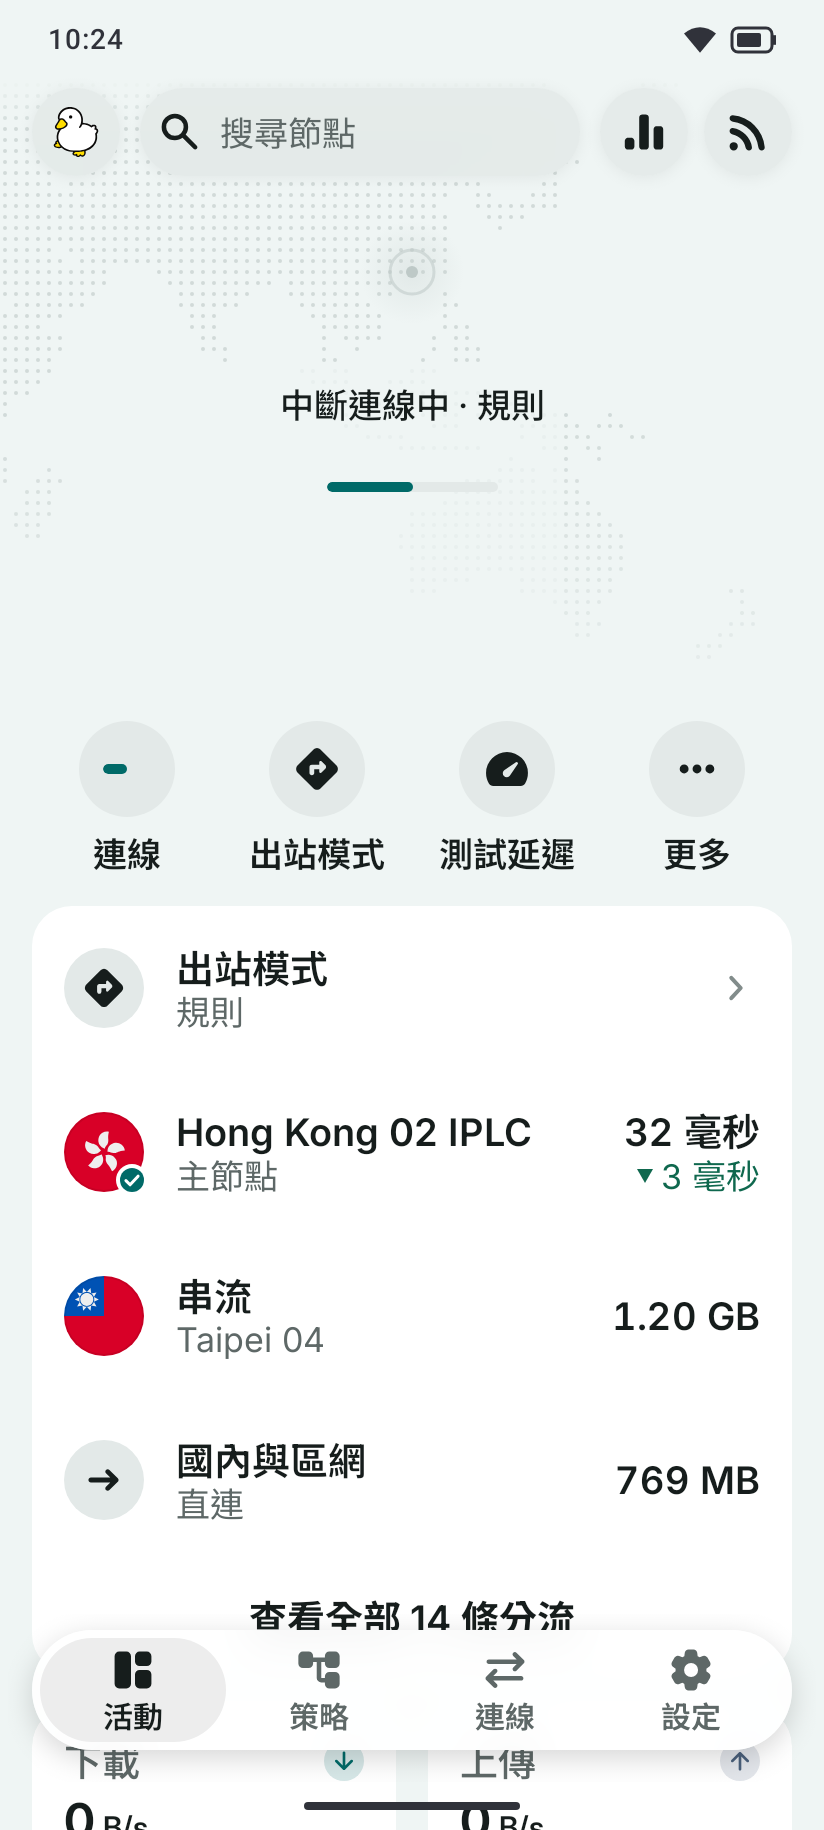 10:24
搜尋節點
中斷連線中 · 規則
連線
出站模式
測試延遲
更多
出站模式
規則
Hong Kong 02 IPLC
32 毫秒
主節點
▼3 毫秒
串流
1.20 GB
Taipei 04
國內與區網
769 MB
直連
查看全部 14 條分流
活動
策略
連線
設定
下載
上傳
0 B/s
0 B/s